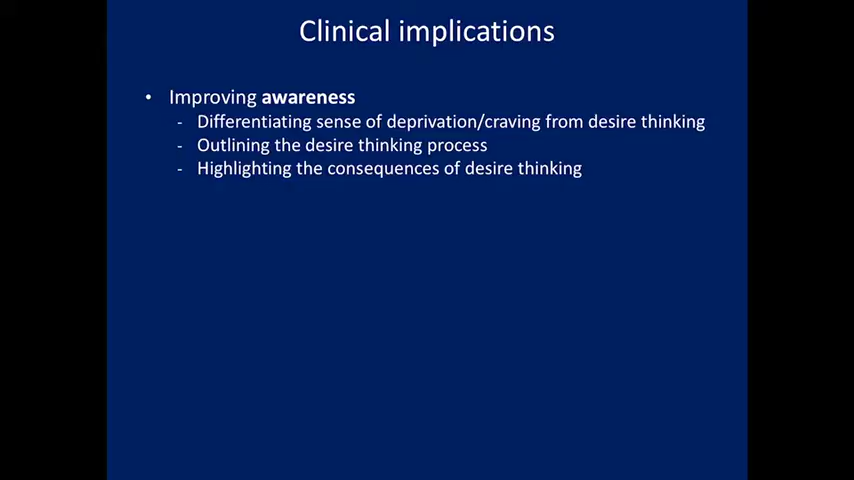 Clinical implications
• Improving awareness
- Differentiating sense of deprivation/craving from desire thinking
- Outlining the desire thinking process
- Highlighting the consequences of desire thinking